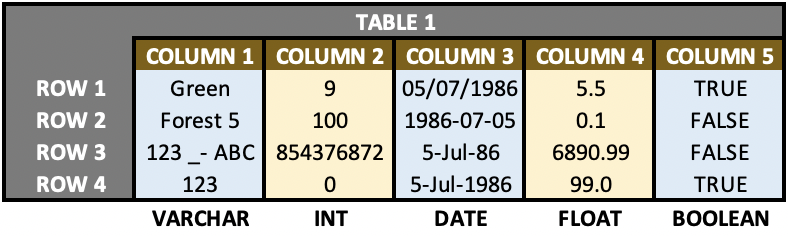 TABLE 1
COLUMN 1 COLUMN 2 COLUMN 3 COLUMN 4 COLUMN 5
ROW 1 Green 9 05/07/1986 5.5 TRUE
ROW 2 Forest 5 100 1986-07-05 0.1 FALSE
ROW 3 123 _- ABC 854376872 5-Jul-86 6890.99 FALSE
ROW 4 123 0 5-Jul-1986 99.0 TRUE
VARCHAR INT DATE FLOAT BOOLEAN